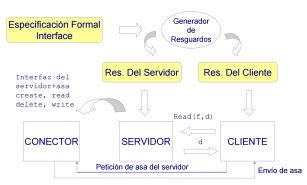 Especificación Formal
Interface
Generador
de
Resguardos
Res. Del Servidor
Res. Del Cliente
Interfaz del
servidor+asa
create, read
delete, write
Read(f,d)
d
CONECTOR
SERVIDOR
CLIENTE
Petición de asa del servidor
Envío de asa